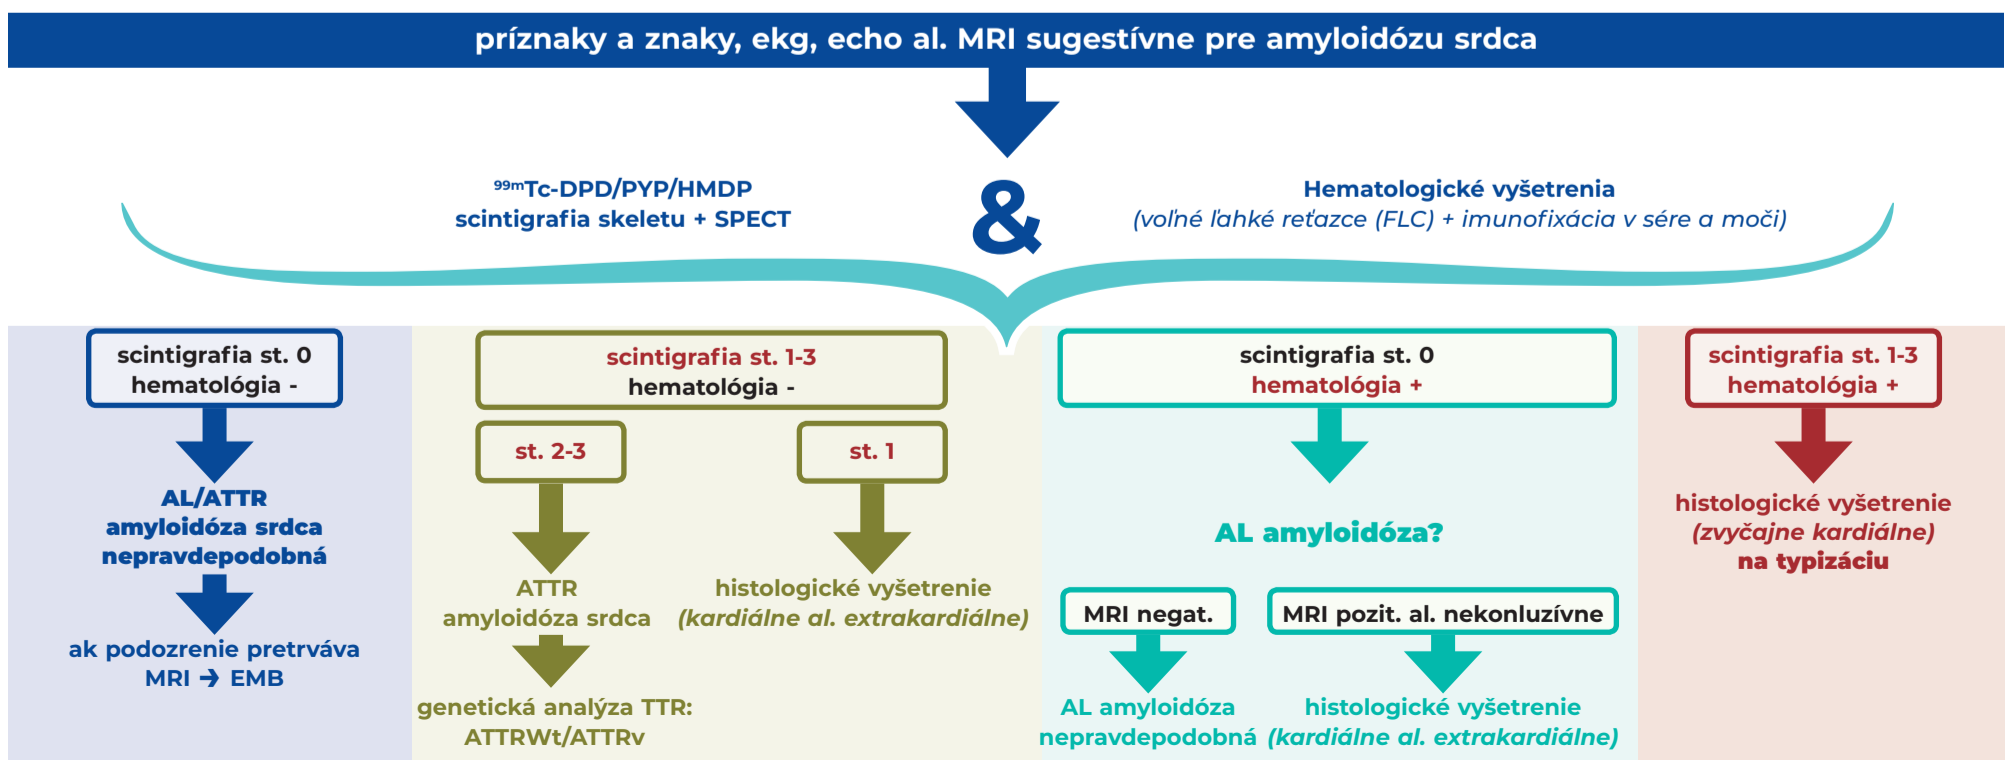 príznaky a znaky, ekg, echo al. MRI sugestívne pre amyloidózu srdca
99mTc-DPD/PYP/HMDP
scintigrafia skeletu + SPECT
&
Hematologické vyšetrenia
(voľné ľahké reťazce (FLC) + imunofixácia v sére a moči)
scintigrafia st. 0
hematológia -
AL/ATTR
amyloidóza srdca
nepravdepodobná
ak podozrenie pretrváva
MRI ➔ EMB
scintigrafia st. 1-3
hematológia -
st. 2-3
ATTR
amyloidóza srdca
genetická analýza TTR:
ATTRWt/ATTRv
st. 1
histologické vyšetrenie
(kardiálne al. extrakardiálne)
scintigrafia st. 0
hematológia +
AL amyloidóza?
MRI negat.
AL amyloidóza
nepravdepodobná
MRI pozit. al. nekonluzívne
histologické vyšetrenie
(kardiálne al. extrakardiálne)
scintigrafia st. 1-3
hematológia +
histologické vyšetrenie
(zvyčajne kardiálne)
na typizáciu